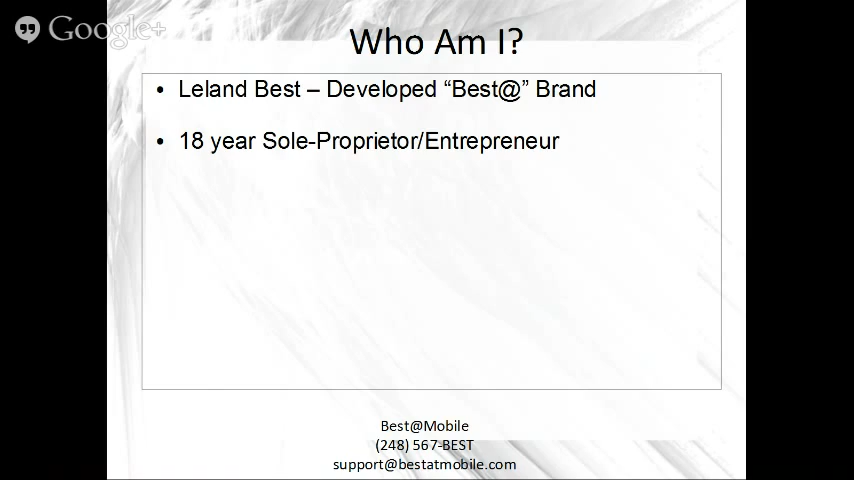 Google+
Who Am I?
• Leland Best – Developed “Best@” Brand
• 18 year Sole-Proprietor/Entrepreneur
Best@Mobile
(248) 567-BEST
support@bestatmobile.com